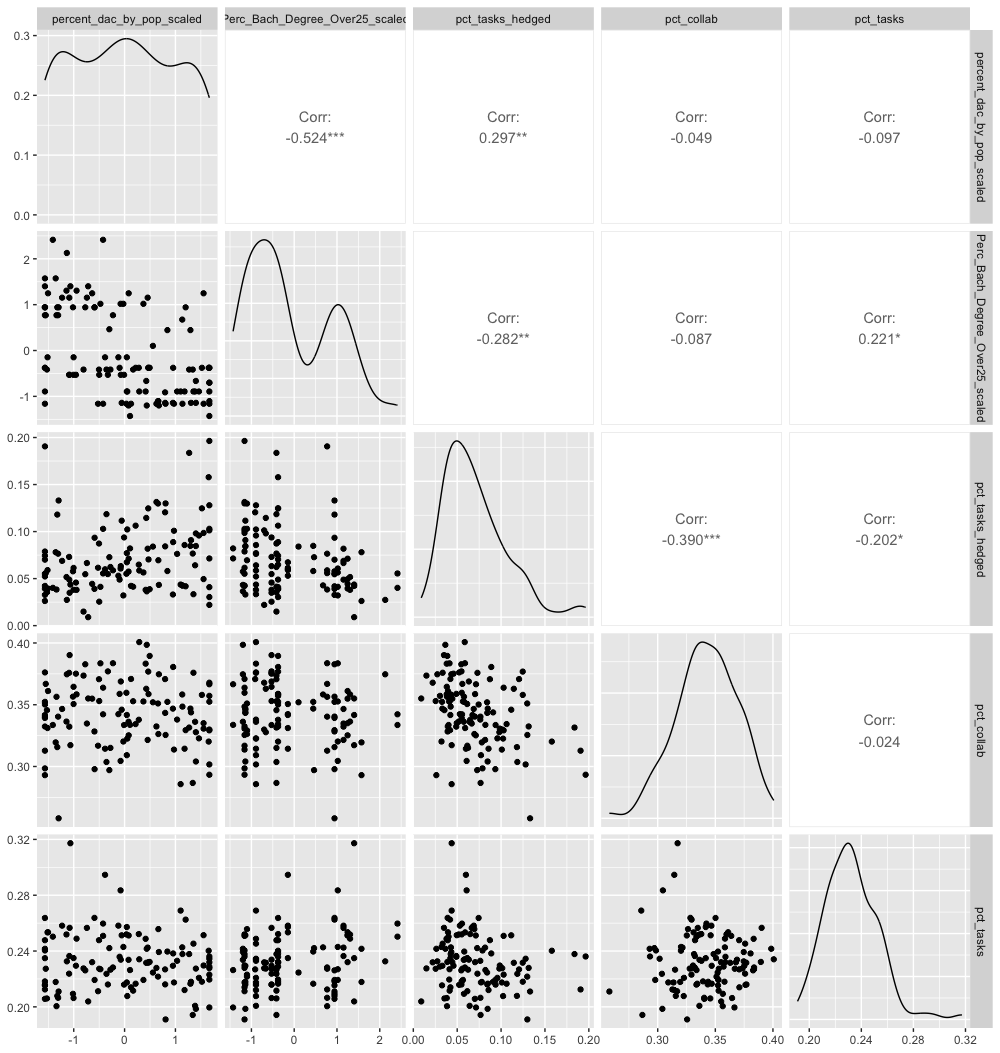 percent_dac_by_pop_scaled
Perc_Bach_Degree_Over25_scaled
pct_tasks_hedged
pct_collab
pct_tasks
0.3
0.2
0.1
0.0
Corr:
-0.524***
Corr:
0.297**
Corr:
-0.049
Corr:
-0.097
percent_dac_by_pop_scaled
2
1
0
-1
Corr:
-0.282**
Corr:
-0.087
Corr:
0.221*
Perc_Bach_Degree_Over25_scaled
0.20
0.15
0.10
0.05
0.00
Corr:
-0.390***
Corr:
-0.202*
pct_tasks_hedged
0.40
0.35
0.30
Corr:
-0.024
pct_collab
0.32
0.28
0.24
0.20
pct_tasks
-1 0 1
-1 0 1 2
0.00 0.05 0.10 0.15 0.20
0.30 0.35 0.40
0.20 0.24 0.28 0.32